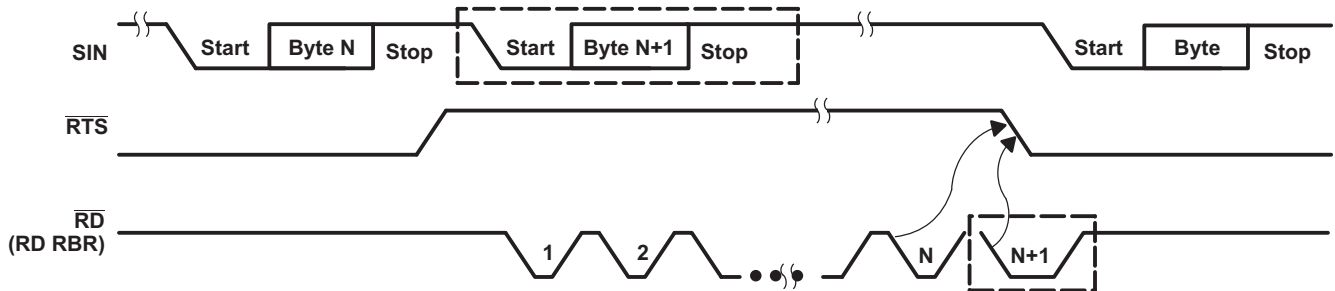 SIN
Start
Byte N
Stop
Start
Byte N+1
Stop
Start
Byte
Stop
RTS
RD
(RD RBR)
1
2
N
N+1